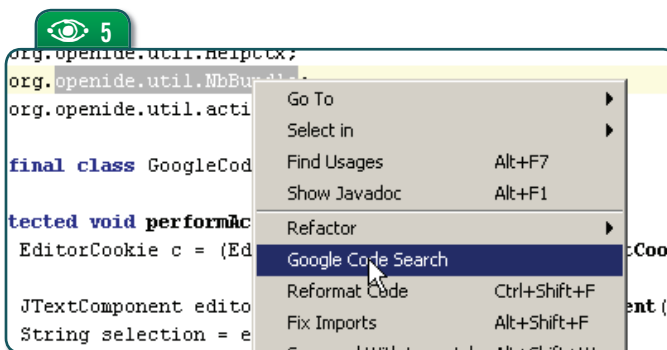 5
org.openide.util.HelpCtx;
org.openide.util.NbBundle;
org.openide.util.acti
final class GoogleCod
tected void performAc
EditorCookie c = (Ed
tCoo
JTextComponent edito
ent(
String selection = e
Go To
Select in
Find Usages Alt+F7
Show Javadoc Alt+F1
Refactor
Google Code Search
Reformat Code Ctrl+Shift+F
Fix Imports Alt+Shift+F